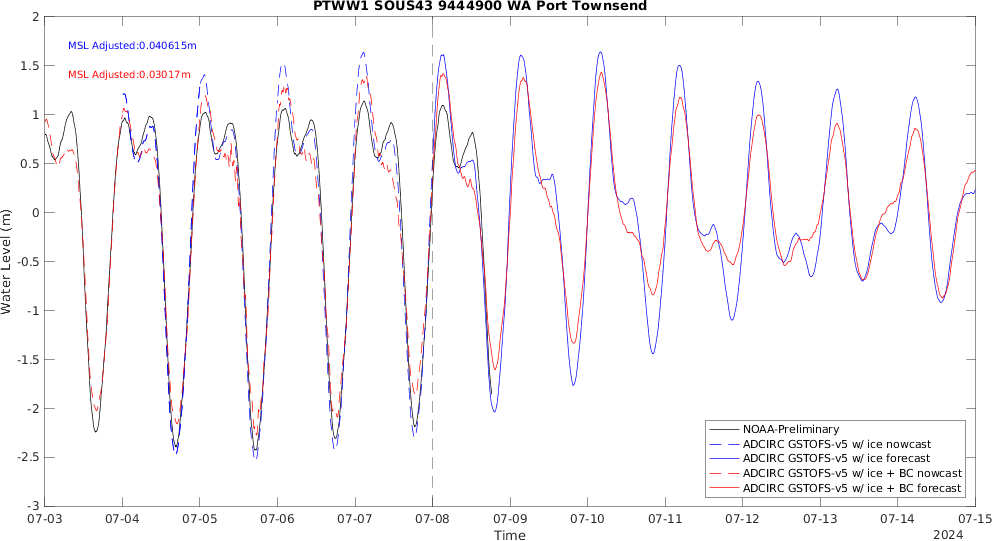 PTWW1 SOUS43 9444900 WA Port Townsend
2
1.5
1
0.5
0
-0.5
-1
-1.5
-2
-2.5
-3
Water Level (m)
MSL Adjusted:0.040615m
MSL Adjusted:0.03017m
NOAA-Preliminary
ADCIRC GSTOFS-v5 w/ ice nowcast
ADCIRC GSTOFS-v5 w/ ice forecast
ADCIRC GSTOFS-v5 w/ ice + BC nowcast
ADCIRC GSTOFS-v5 w/ ice + BC forecast
07-03 07-04 07-05 07-06 07-07 07-08 07-09 07-10 07-11 07-12 07-13 07-14 07-15
Time
2024